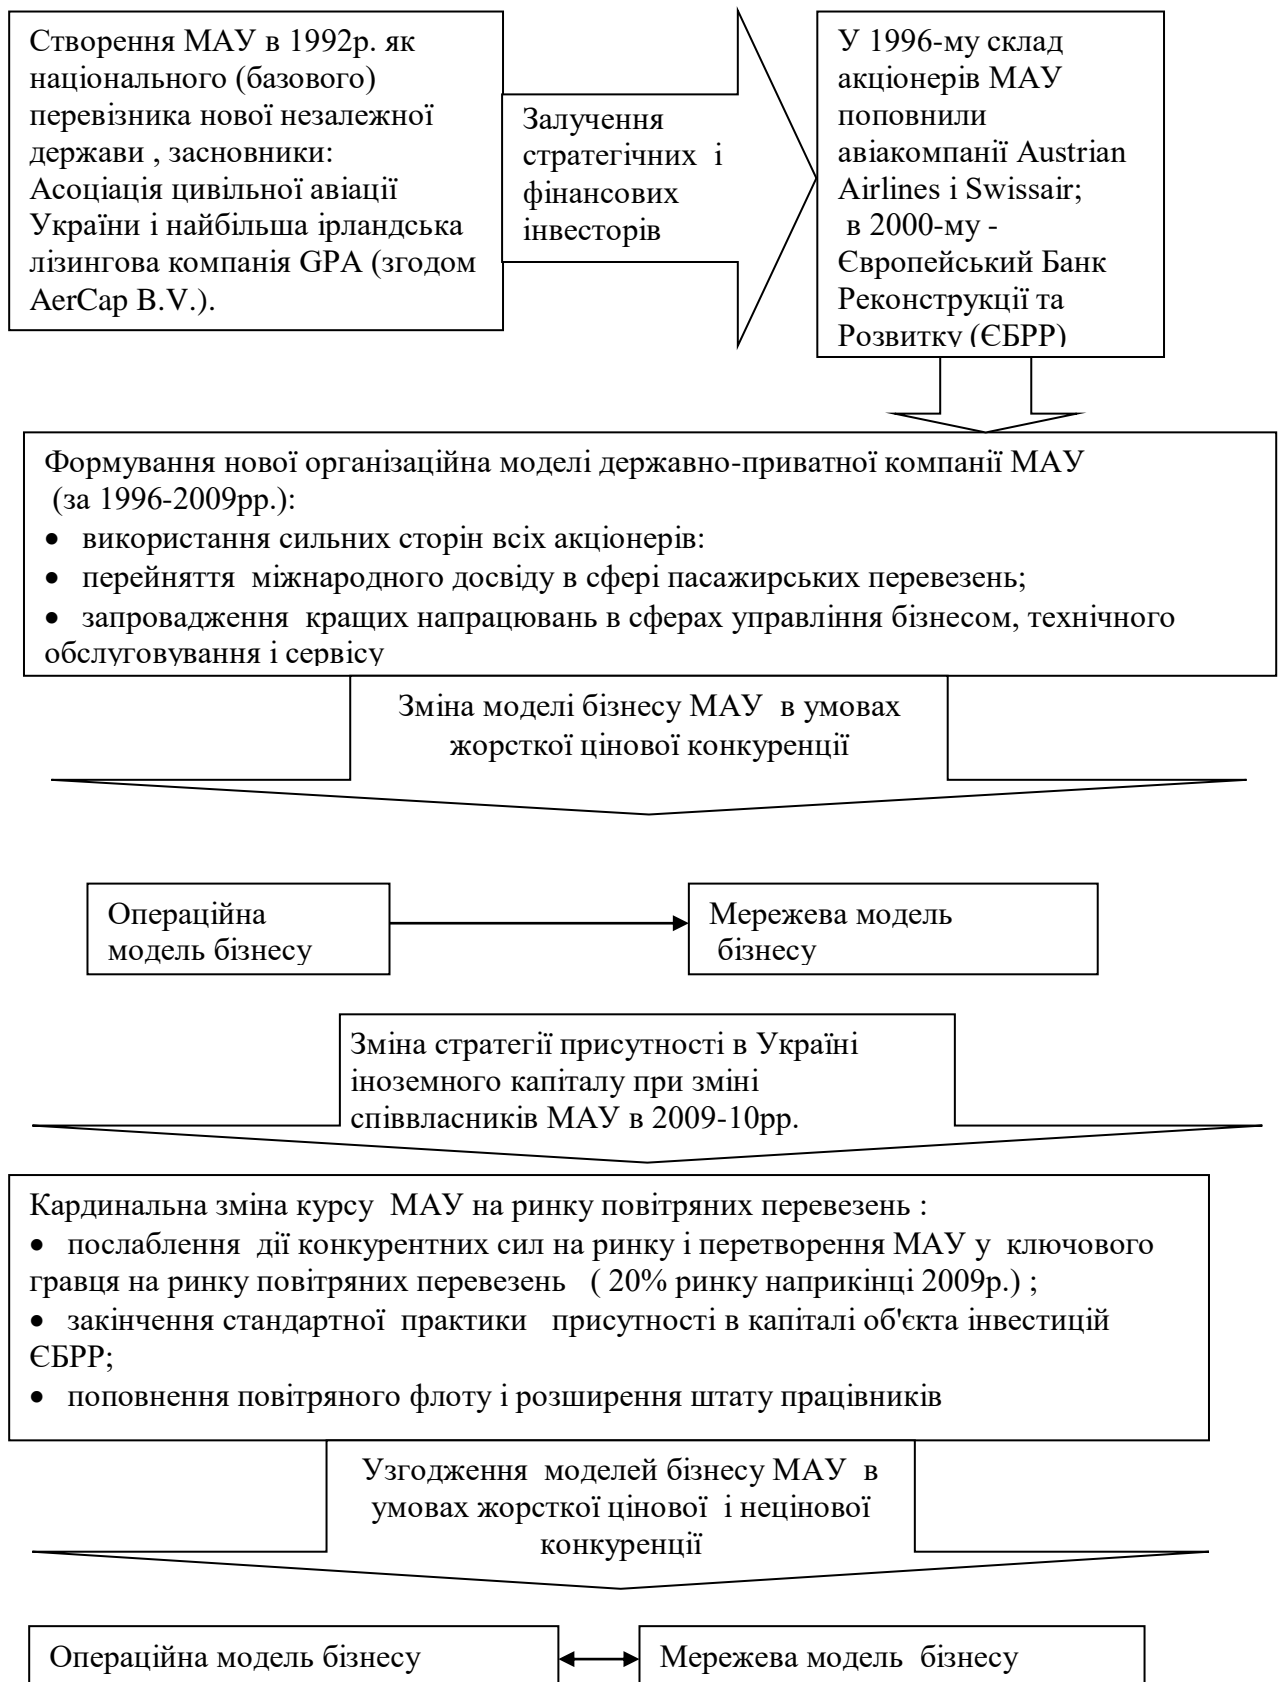 Створення МАУ в 1992р. як
національного (базового)
перевізника нової незалежної
держави , засновники:
Асоціація цивільної авіації
України і найбільша ірландська
лізингова компанія GPA (згодом
AerCap B.V.).
Залучення
стратегічних і
фінансових
інвесторів
У 1996-му склад
акціонерів МАУ
поповнили
авіакомпанії Austrian
Airlines і Swissair;
в 2000-му -
Європейський Банк
Реконструкції та
Розвитку (ЄБРР)
Формування нової організаційна моделі державно-приватної компанії МАУ
(за 1996-2009рр.):
• використання сильних сторін всіх акціонерів:
• перейняття міжнародного досвіду в сфері пасажирських перевезень;
• запровадження кращих напрацювань в сферах управління бізнесом, технічного
обслуговування і сервісу
Зміна моделі бізнесу МАУ в умовах
жорсткої цінової конкуренції
Операційна
модель бізнесу
Мережева модель
бізнесу
Зміна стратегії присутності в Україні
іноземного капіталу при зміні
співвласників МАУ в 2009-10рр.
Кардинальна зміна курсу МАУ на ринку повітряних перевезень :
• послаблення дії конкурентних сил на ринку і перетворення МАУ у ключового
гравця на ринку повітряних перевезень ( 20% ринку наприкінці 2009р.) ;
• закінчення стандартної практики присутності в капіталі об'єкта інвестицій
ЄБРР;
• поповнення повітряного флоту і розширення штату працівників
Узгодження моделей бізнесу МАУ в
умовах жорсткої цінової і нецінової
конкуренції
Операційна модель бізнесу
Мережева модель бізнесу